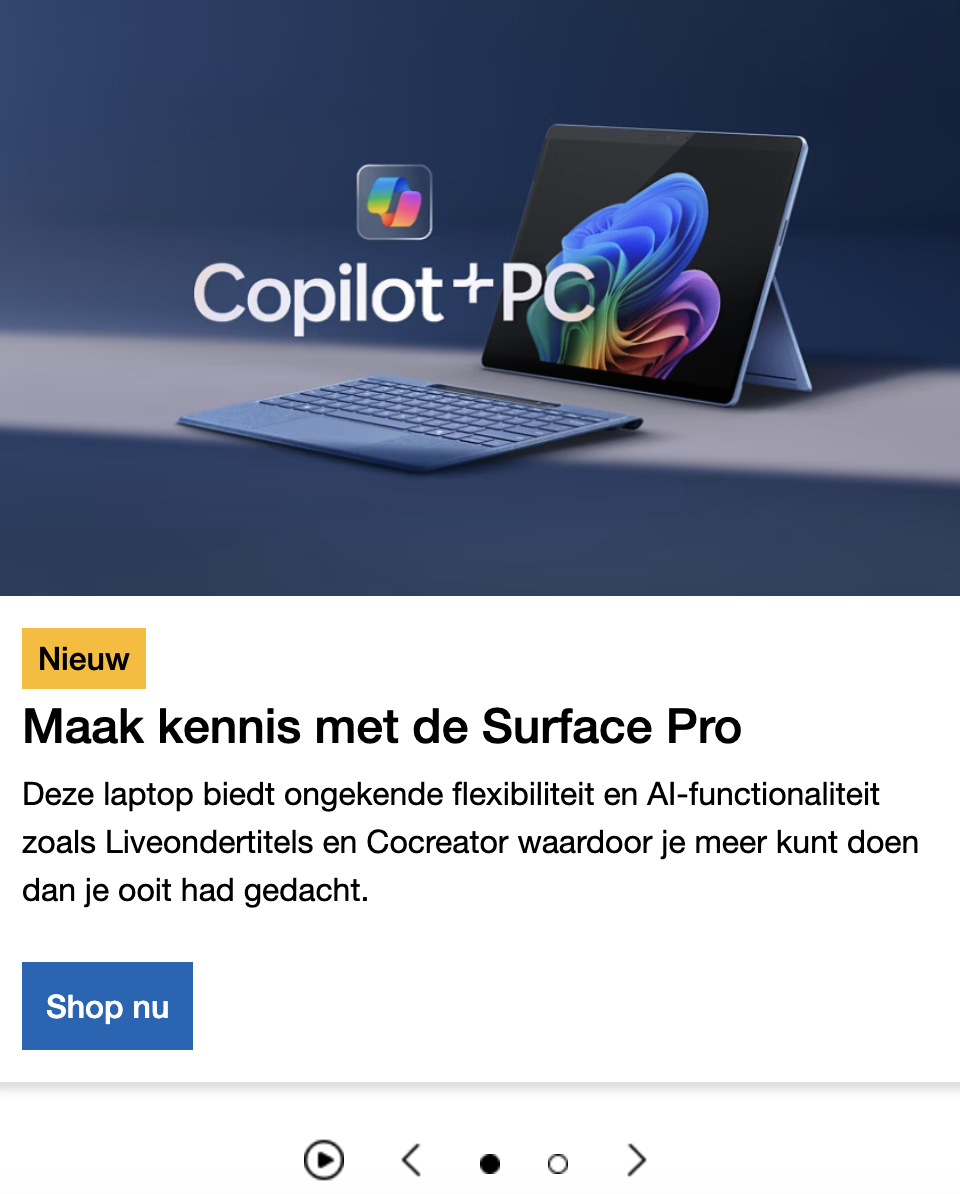 Copilot+PC
Nieuw
Maak kennis met de Surface Pro
Deze laptop biedt ongekende flexibiliteit en AI-functionaliteit
zoals Liveondertitels en Cocreator waardoor je meer kunt doen
dan je ooit had gedacht.
Shop nu